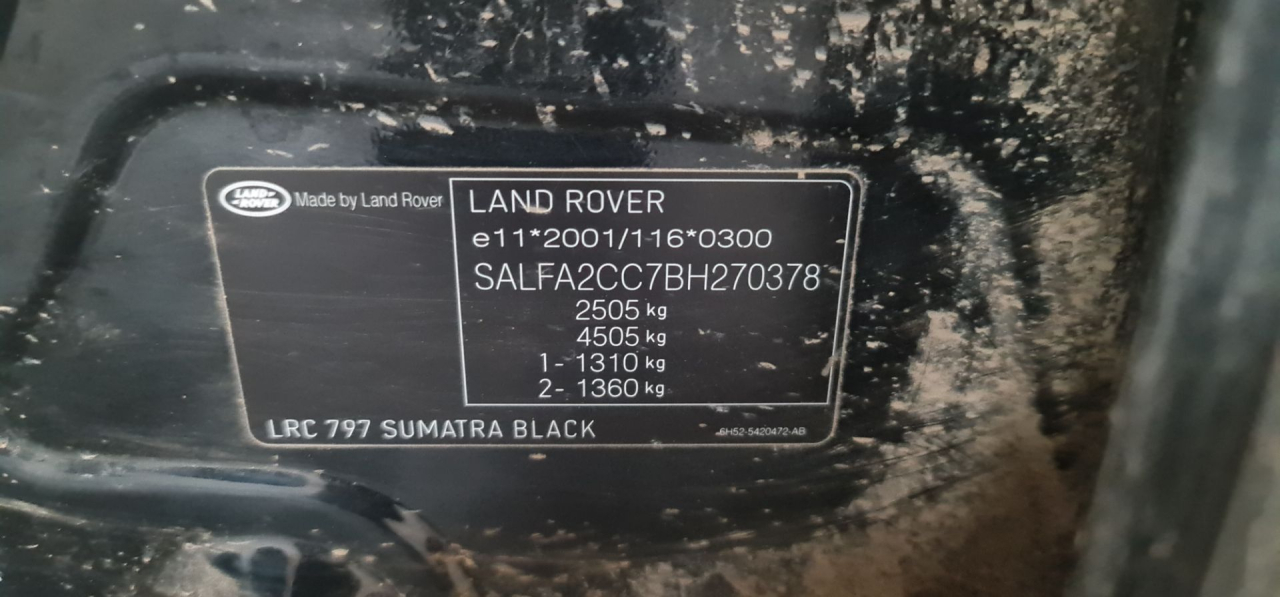 LAND
ROVER
Made by Land Rover
LAND ROVER
e11*2001/116*0300
SALFA2CC7BH270378
2505 kg
4505 kg
1- 1310 kg
2- 1360 kg
LRC 797 SUMATRA BLACK
6H52-5420472-AB